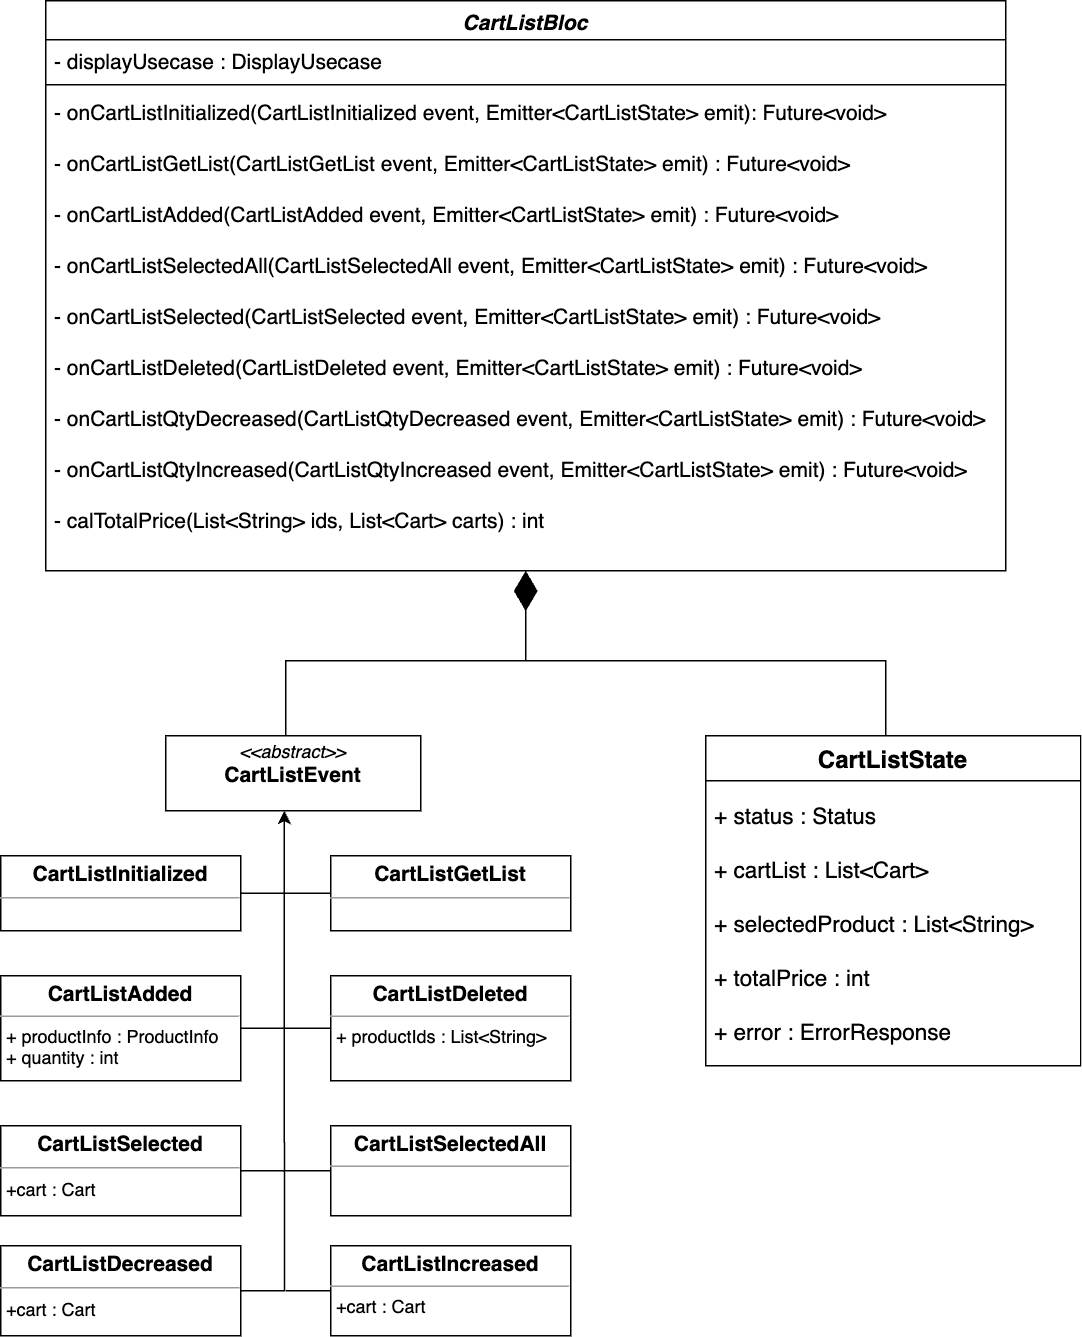 CartListBloc
- displayUsecase : DisplayUsecase
- onCartListInitialized(CartListInitialized event, Emitter<CartListState> emit): Future<void>
- onCartListGetList(CartListGetList event, Emitter<CartListState> emit) : Future<void>
- onCartListAdded(CartListAdded event, Emitter<CartListState> emit) : Future<void>
- onCartListSelectedAll(CartListSelectedAll event, Emitter<CartListState> emit) : Future<void>
- onCartListSelected(CartListSelected event, Emitter<CartListState> emit) : Future<void>
- onCartListDeleted(CartListDeleted event, Emitter<CartListState> emit) : Future<void>
- onCartListQtyDecreased(CartListQtyDecreased event, Emitter<CartListState> emit) : Future<void>
- onCartListQtyIncreased(CartListQtyIncreased event, Emitter<CartListState> emit) : Future<void>
- calTotalPrice(List<String> ids, List<Cart> carts) : int
<<abstract>>
CartListEvent
CartListInitialized
CartListGetList
CartListAdded
+ productInfo : ProductInfo
+ quantity : int
CartListDeleted
+ productIds : List<String>
CartListSelected
+cart : Cart
CartListSelectedAll
CartListDecreased
+cart : Cart
CartListIncreased
+cart : Cart
CartListState
+ status : Status
+ cartList : List<Cart>
+ selectedProduct : List<String>
+ totalPrice : int
+ error : ErrorResponse